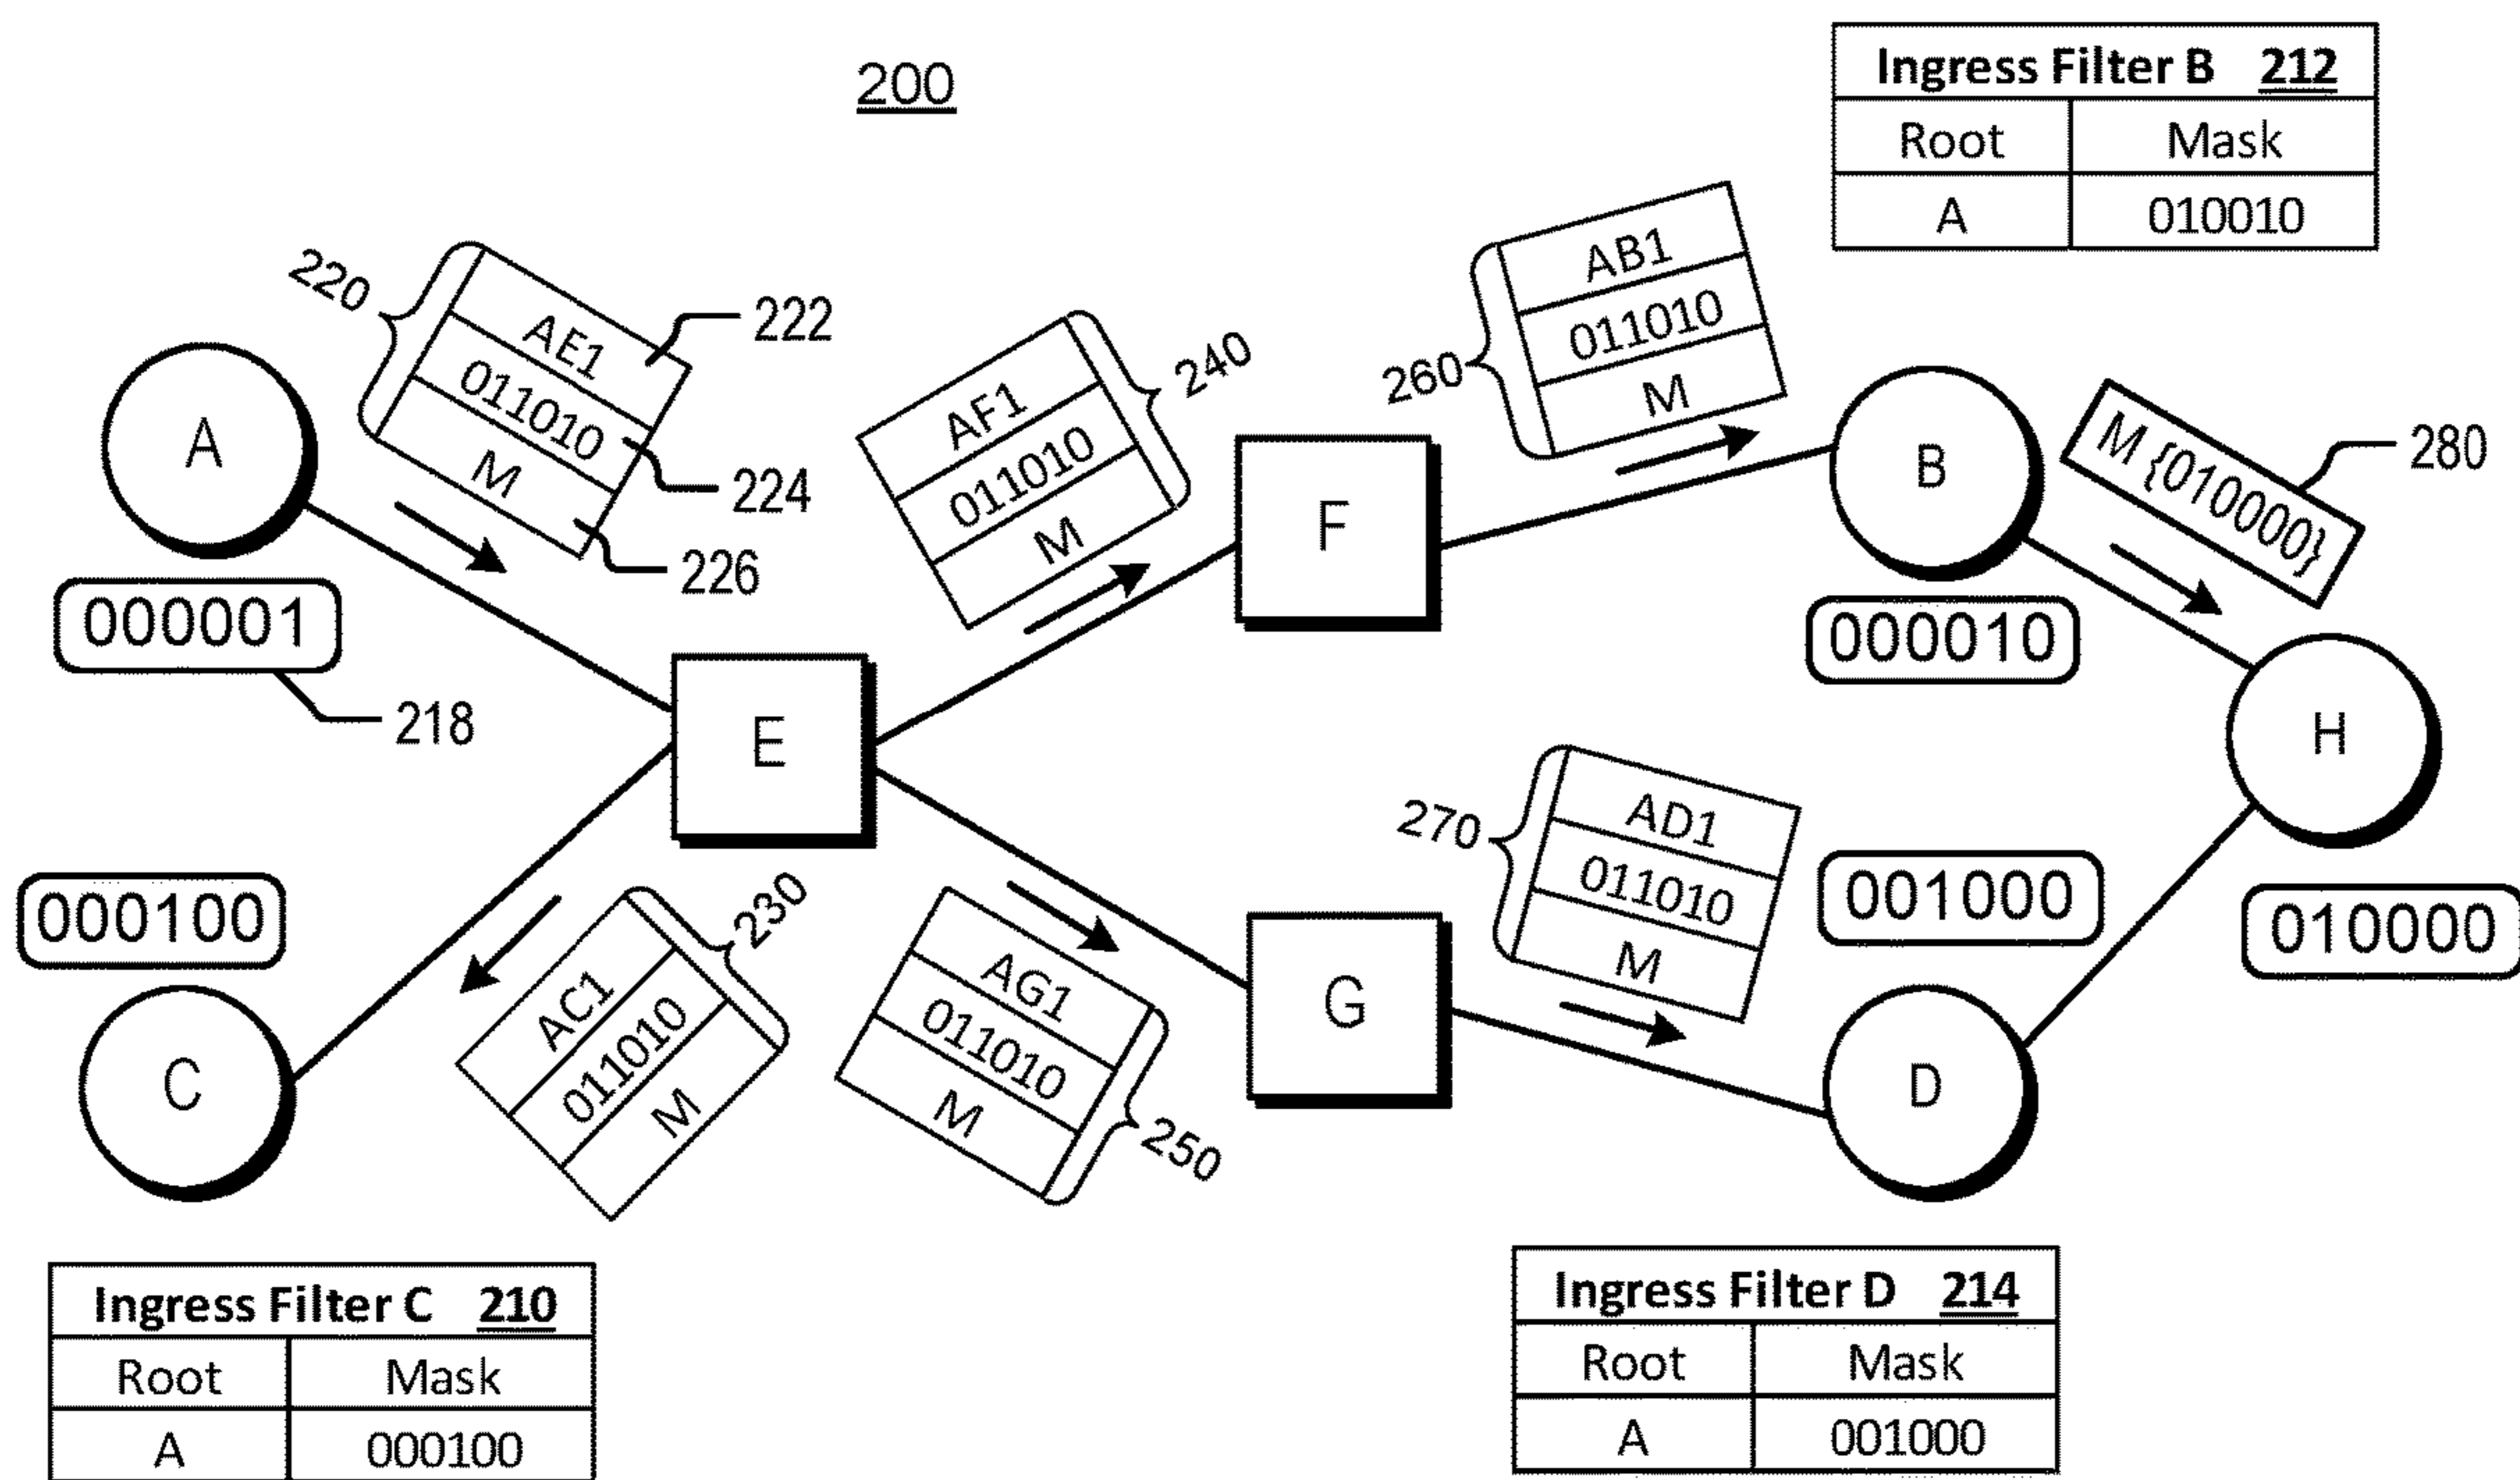 200
Ingress Filter B 212
Root Mask
A 010010
220
AE1
011010
M
222
224
226
A
000001
218
AF1
011010
M
240
260
AB1
011010
M
F
B
000010
M {010000}
280
E
H
010000
000100
C
AC1
011010
M
230
AG1
011010
M
250
G
270
AD1
011010
M
001000
D
Ingress Filter C 210
Root Mask
A 000100
Ingress Filter D 214
Root Mask
A 001000